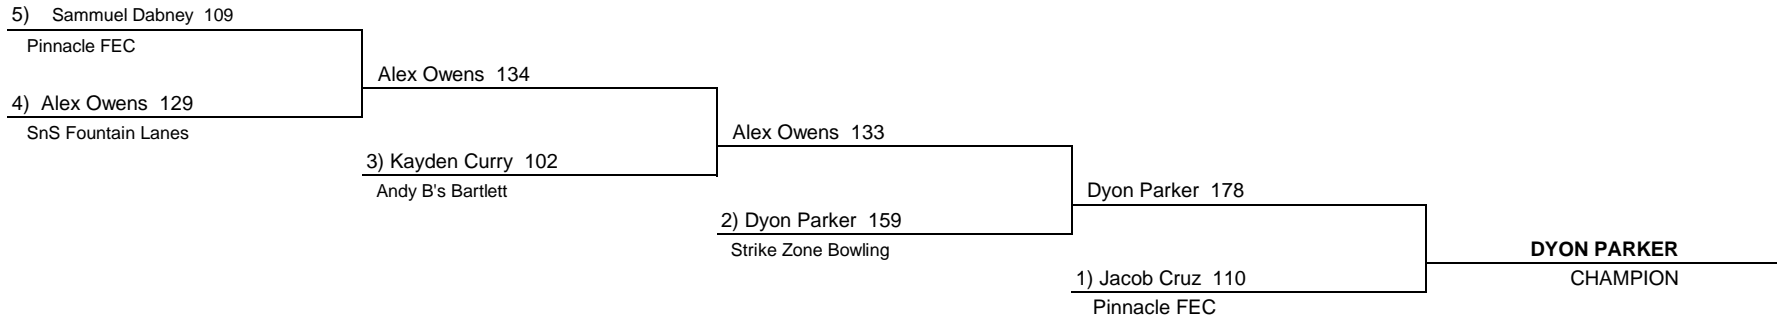 5) Sammuel Dabney 109
Pinnacle FEC
Alex Owens 134
4) Alex Owens 129
SnS Fountain Lanes
Alex Owens 133
3) Kayden Curry 102
Andy B's Bartlett
Dyon Parker 178
2) Dyon Parker 159
Strike Zone Bowling
DYON PARKER
CHAMPION
1) Jacob Cruz 110
Pinnacle FEC